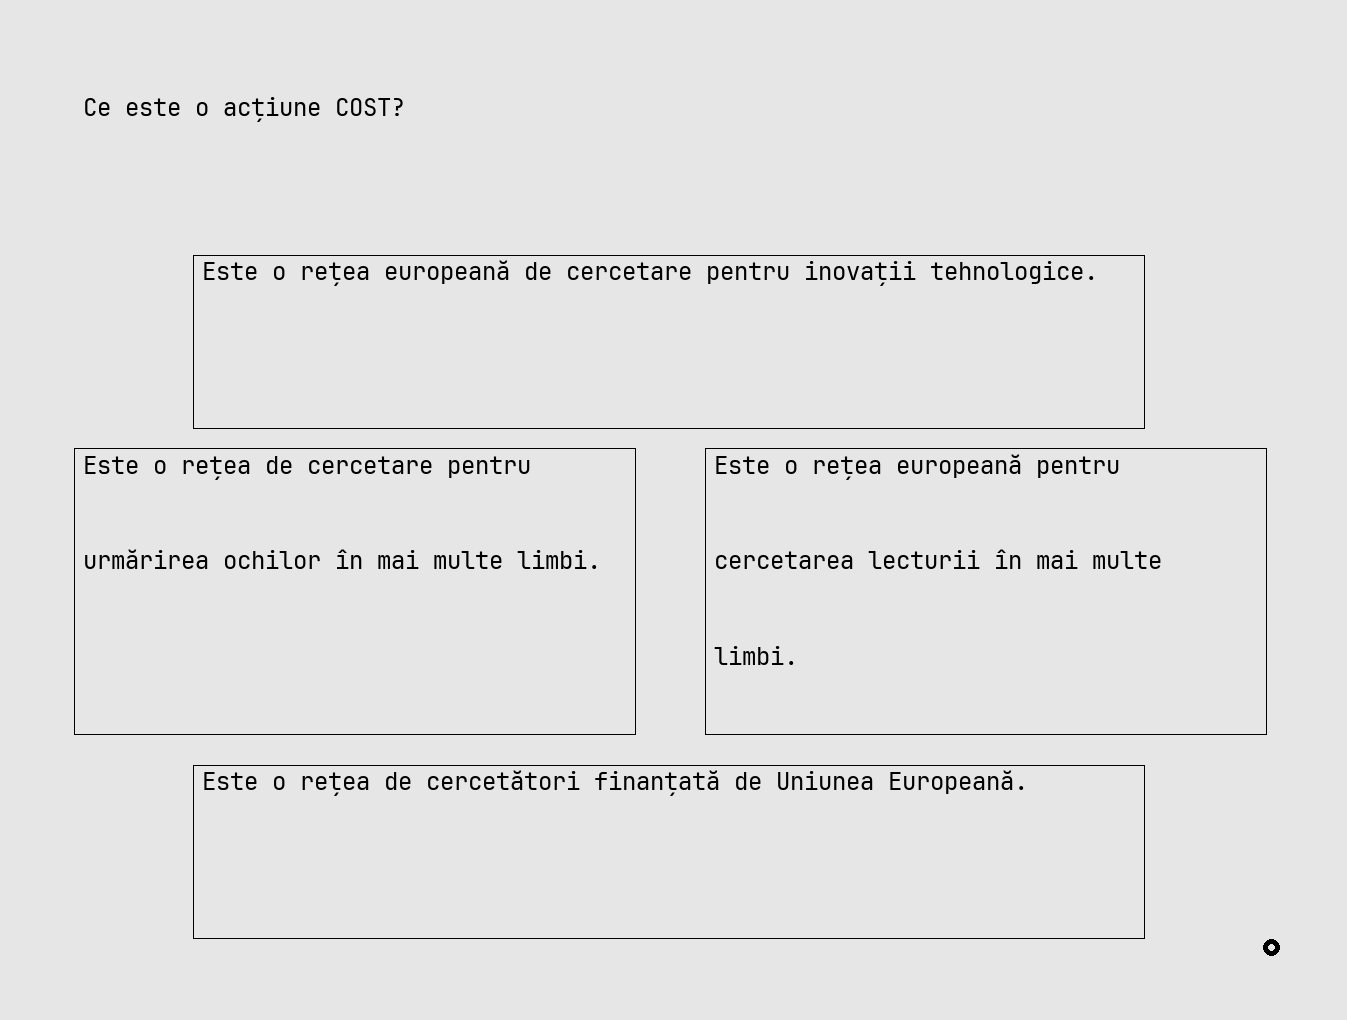 Ce este o acțiune COST?
Este o rețea europeană de cercetare pentru inovații tehnologice.
Este o rețea de cercetare pentru
urmărirea ochilor în mai multe limbi.
Este o rețea europeană pentru
cercetarea lecturii în mai multe
limbi.
Este o rețea de cercetători finanțată de Uniunea Europeană.